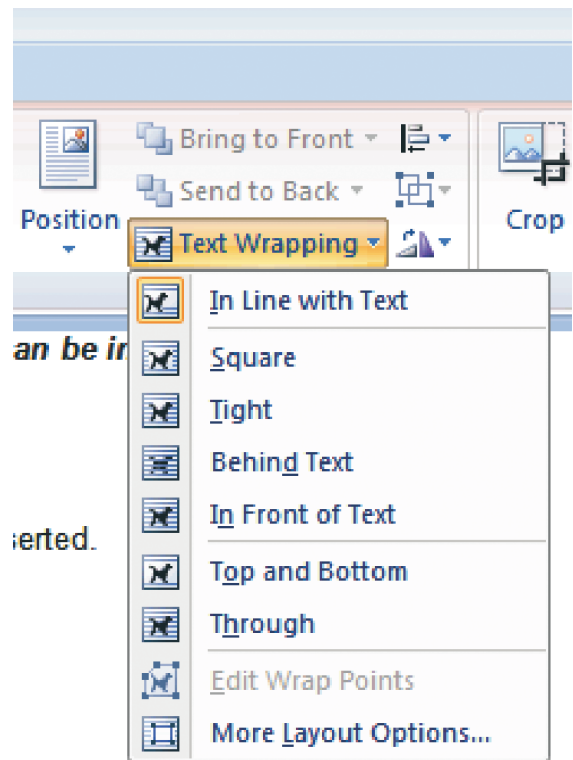 Bring to Front
Send to Back
Position
Text Wrapping
Crop
In Line with Text
an be in
Square
Tight
Behind Text
In Front of Text
serted.
Top and Bottom
Through
Edit Wrap Points
More Layout Options...